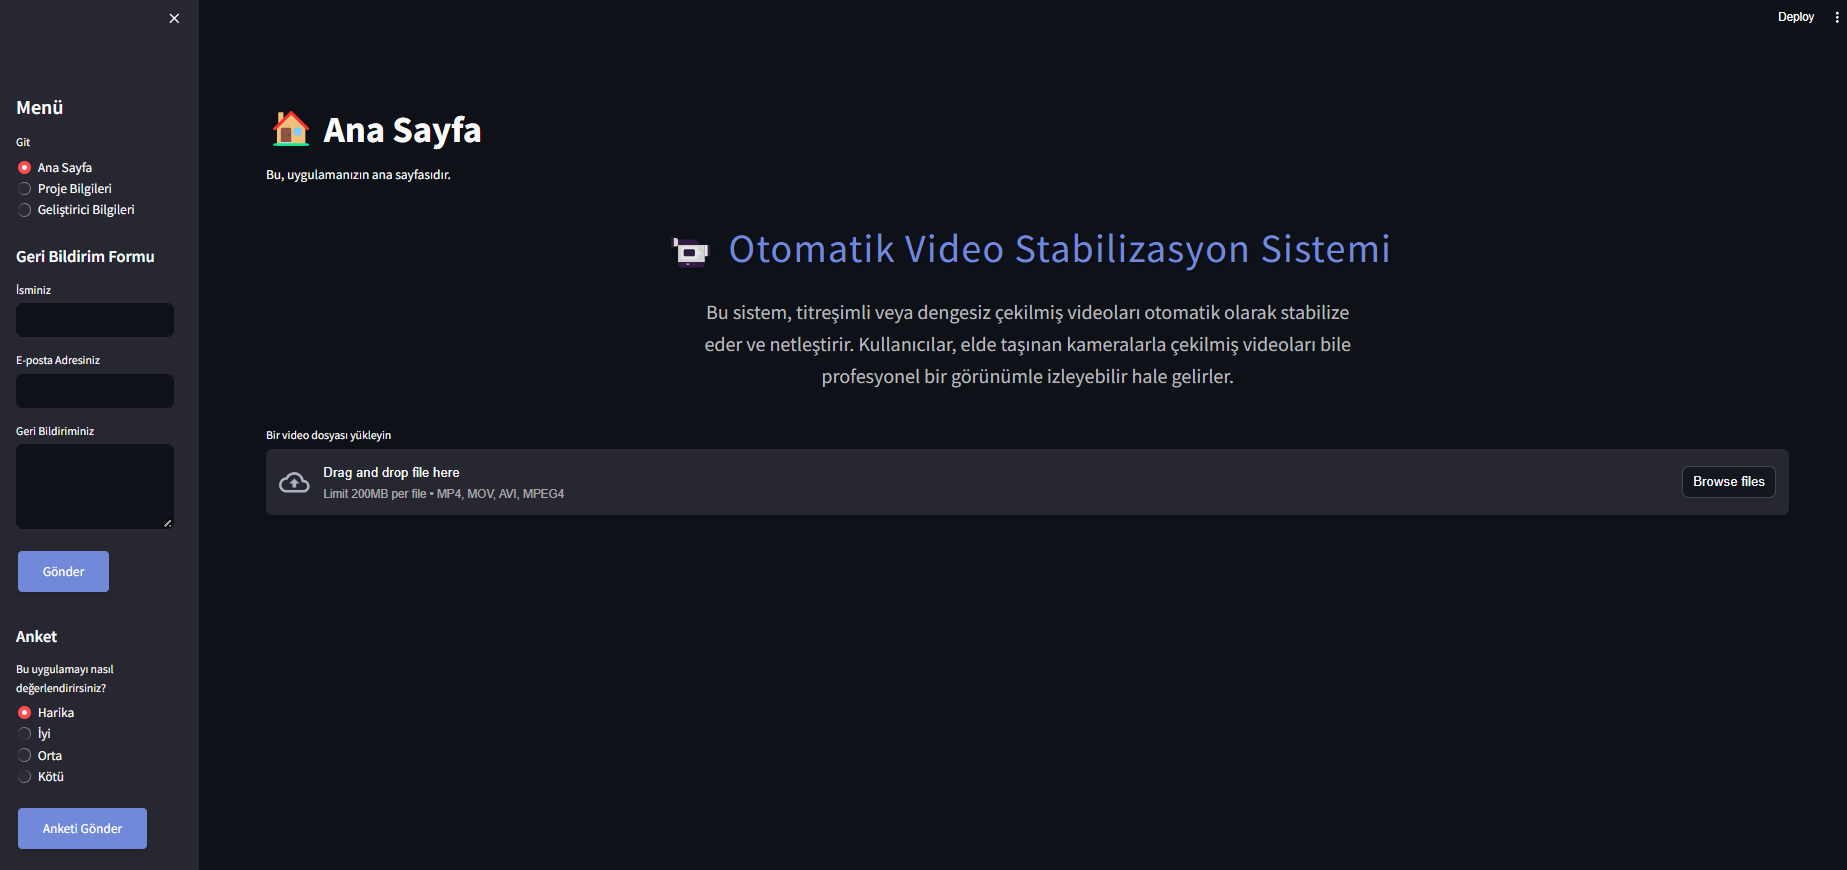 Menü
Git
Ana Sayfa
Proje Bilgileri
Geliştirici Bilgileri
Geri Bildirim Formu
İsminiz
E-posta Adresiniz
Geri Bildiriminiz
Gönder
Anket
Bu uygulamayı nasıl
değerlendirirsiniz?
Harika
İyi
Orta
Kötü
Anketi Gönder
Deploy
Ana Sayfa
Bu, uygulamanızın ana sayfasıdır.
Otomatik Video Stabilizasyon Sistemi
Bu sistem, titreşimli veya dengesiz çekilmiş videoları otomatik olarak stabilize
eder ve netleştirir. Kullanıcılar, elde taşınan kameralarla çekilmiş videoları bile
profesyonel bir görünümle izleyebilir hale gelirler.
Bir video dosyası yükleyin
Drag and drop file here
Limit 200MB per file • MP4, MOV, AVI, MPEG4
Browse files